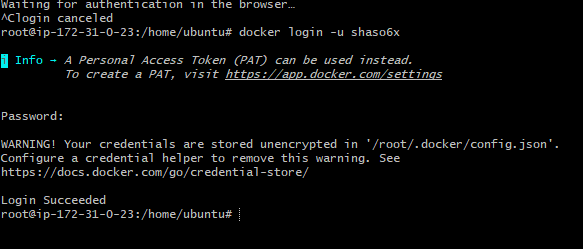 Waiting for authentication in the browser…
^Clogin canceled
root@ip-172-31-0-23:/home/ubuntu# docker login -u shaso6x
i Info → A Personal Access Token (PAT) can be used instead.
To create a PAT, visit https://app.docker.com/settings
Password:
WARNING! Your credentials are stored unencrypted in '/root/.docker/config.json'.
Configure a credential helper to remove this warning. See
https://docs.docker.com/go/credential-store/
Login Succeeded
root@ip-172-31-0-23:/home/ubuntu#